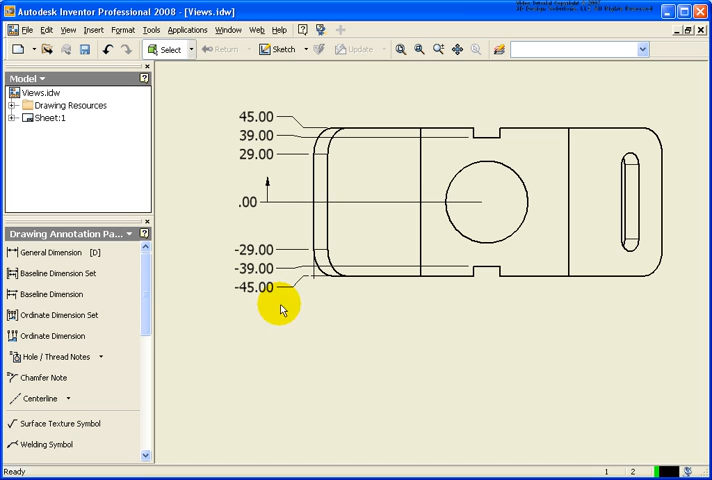 Autodesk Inventor Professional 2008 - [Views.idw]
File Edit View Insert Format Tools Applications Window Web Help
Select Return Sketch Update
Model
Views.idw
Drawing Resources
Sheet:1
Drawing Annotation Pa...
General Dimension [D]
Baseline Dimension Set
Baseline Dimension
Ordinate Dimension Set
Ordinate Dimension
Hole / Thread Notes
Chamfer Note
Centerline
Surface Texture Symbol
Welding Symbol
45.00
39.00
29.00
.00
-29.00
-39.00
-45.00
Ready
1 2